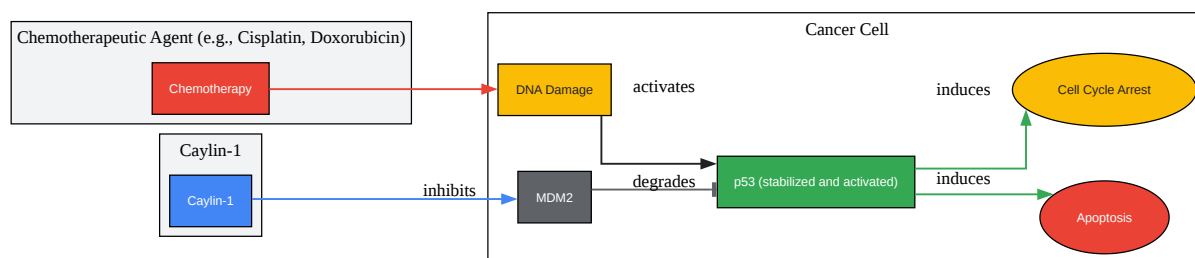 Chemotherapeutic Agent (e.g., Cisplatin, Doxorubicin)
Chemotherapy
Caylin-1
Caylin-1
inhibits
Cancer Cell
DNA Damage
activates
MDM2
degrades
p53 (stabilized and activated)
induces
Cell Cycle Arrest
induces
Apoptosis